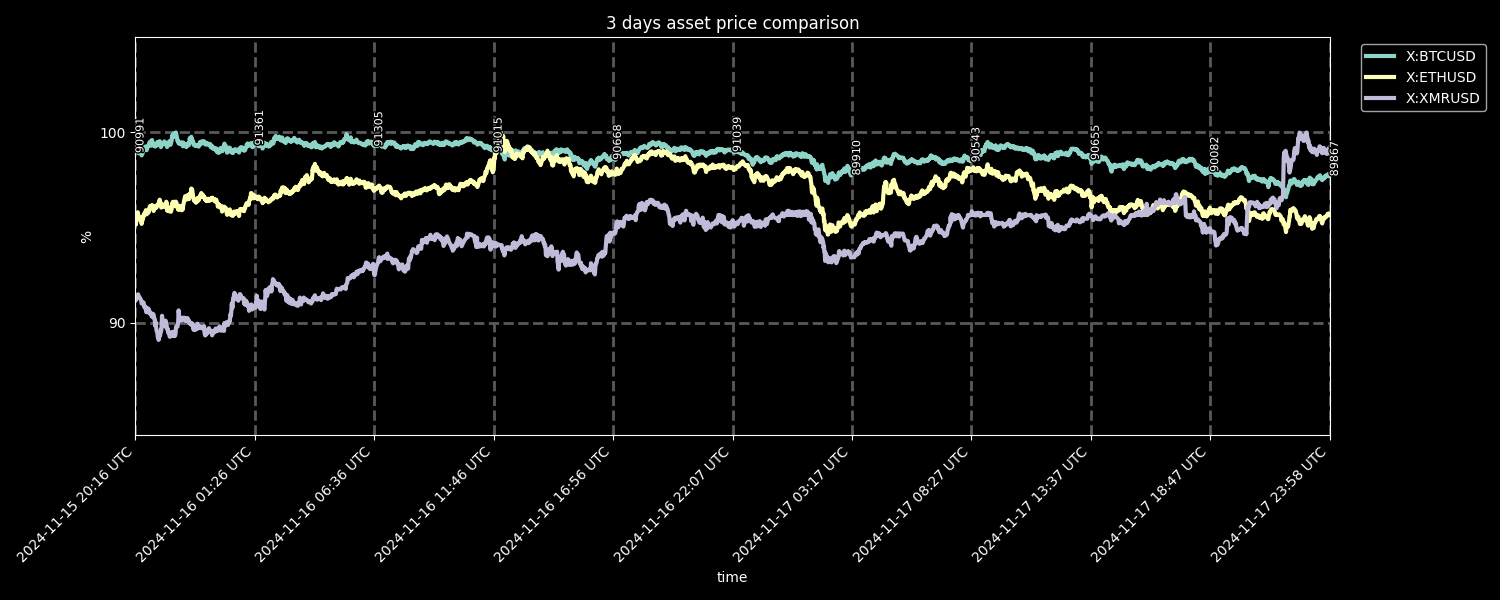 3 days asset price comparison
X:BTCUSD
X:ETHUSD
X:XMRUSD
100
90
%
90991
91361
91305
91015
90668
91039
89910
90543
90655
90082
89867
2024-11-15 20:16 UTC
2024-11-16 01:26 UTC
2024-11-16 06:36 UTC
2024-11-16 11:46 UTC
2024-11-16 16:56 UTC
2024-11-16 22:07 UTC
2024-11-17 03:17 UTC
2024-11-17 08:27 UTC
2024-11-17 13:37 UTC
2024-11-17 18:47 UTC
2024-11-17 23:58 UTC
time